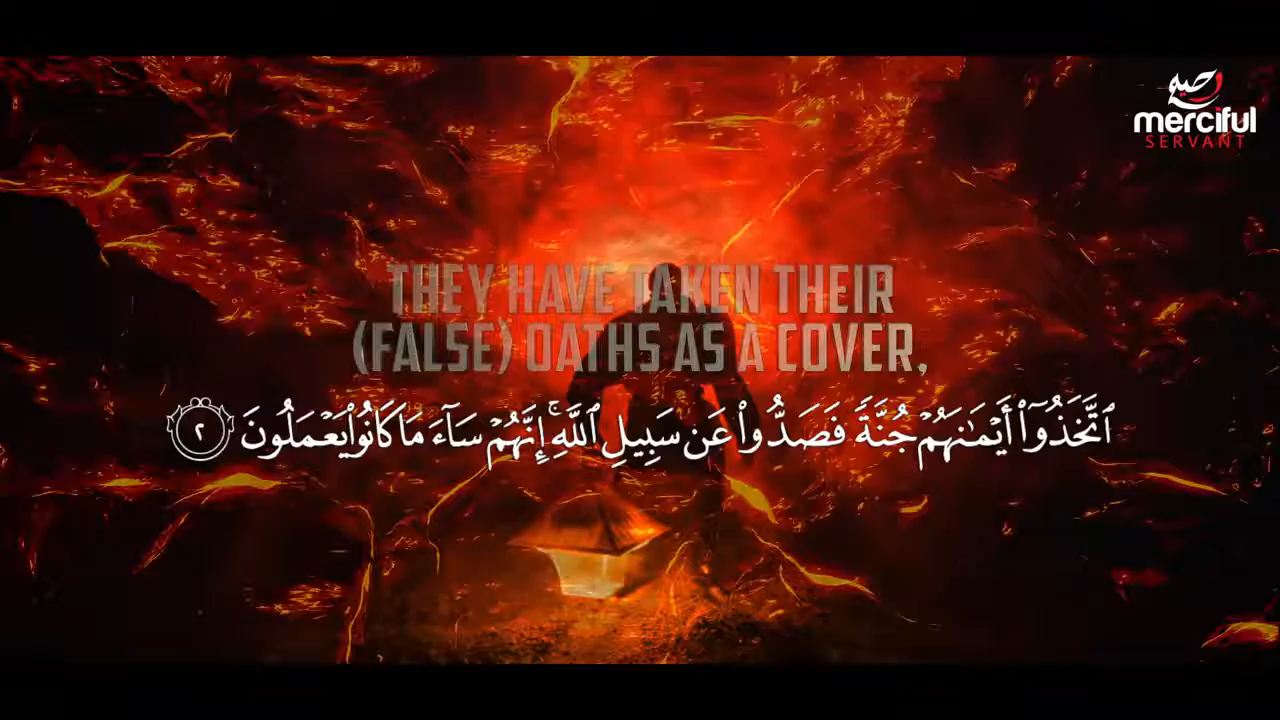 رحيم
merciful
SERVANT
THEY HAVE TAKEN THEIR
(FALSE) OATHS AS A COVER,
ٱتَّخَذُوٓا۟ أَيْمَٰنَهُمْ جُنَّةً فَصَدُّوا۟ عَن سَبِيلِ ٱللَّهِ ۚ إِنَّهُمْ سَآءَ مَا كَانُوا۟ يَعْمَلُونَ ٢